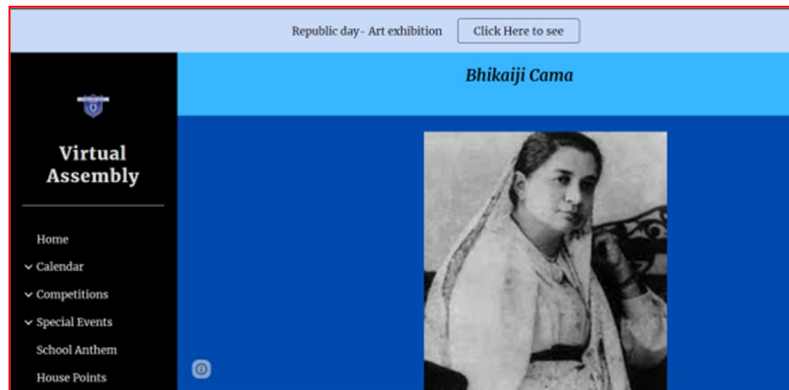 Republic day- Art exhibition Click Here to see
Bhikaiji Cama
Virtual
Assembly
Home
Calendar
Competitions
Special Events
School Anthem
House Points